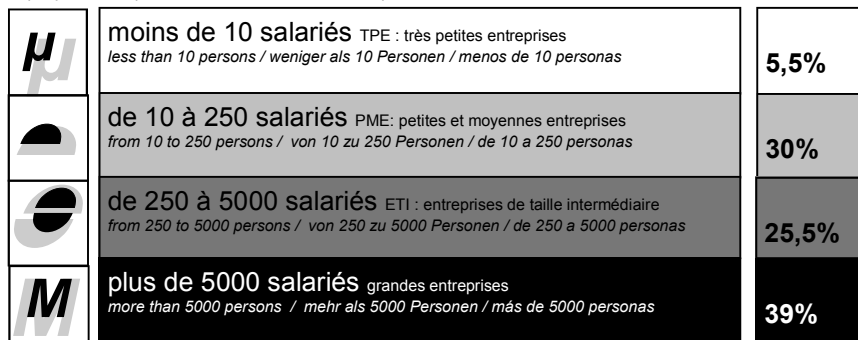 µ
moins de 10 salariés TPE : très petites entreprises
less than 10 persons / weniger als 10 Personen / menos de 10 personas
5,5%
de 10 à 250 salariés PME: petites et moyennes entreprises
from 10 to 250 persons / von 10 zu 250 Personen / de 10 a 250 personas
30%
de 250 à 5000 salariés ETI : entreprises de taille intermédiaire
from 250 to 5000 persons / von 250 zu 5000 Personen / de 250 a 5000 personas
25,5%
M
plus de 5000 salariés grandes entreprises
more than 5000 persons / mehr als 5000 Personen / más de 5000 personas
39%